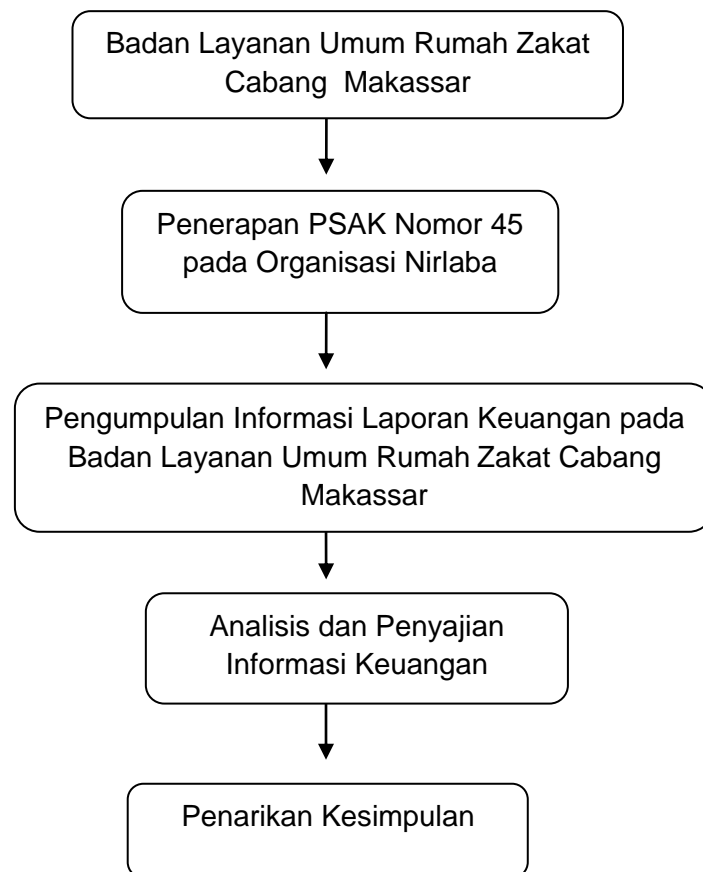 Badan Layanan Umum Rumah Zakat
Cabang Makassar
Penerapan PSAK Nomor 45
pada Organisasi Nirlaba
Pengumpulan Informasi Laporan Keuangan pada
Badan Layanan Umum Rumah Zakat Cabang
Makassar
Analisis dan Penyajian
Informasi Keuangan
Penarikan Kesimpulan